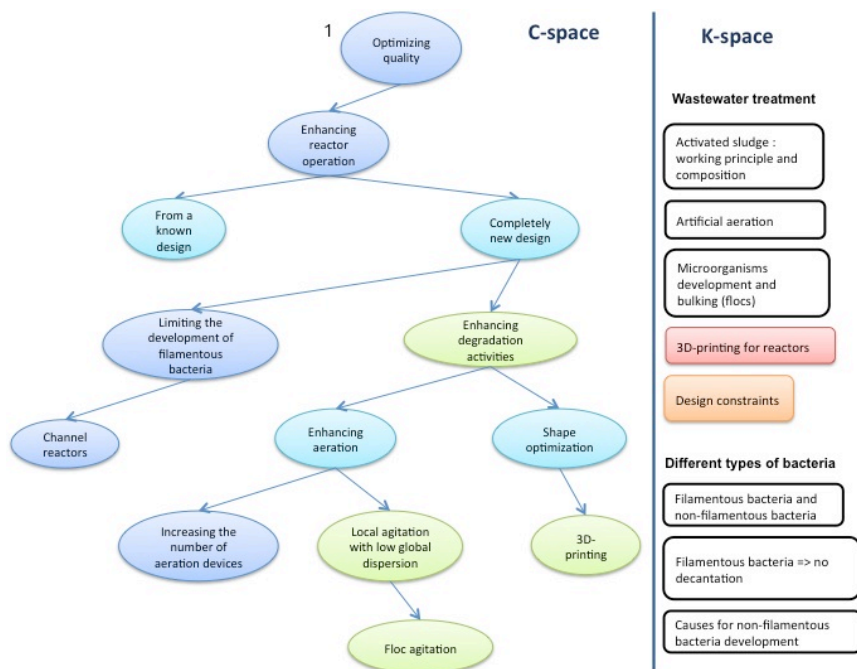 1
Optimizing
quality
C-space
K-space
Enhancing
reactor
operation
From a
known
design
Completely
new design
Limiting the
development of
filamentous
bacteria
Enhancing
degradation
activities
Channel
reactors
Enhancing
aeration
Shape
optimization
Increasing the
number of
aeration devices
Local agitation
with low global
dispersion
3D-
printing
Floc agitation
Wastewater treatment
Activated sludge :
working principle and
composition
Artificial aeration
Microorganisms
development and
bulking (flocs)
3D-printing for reactors
Design constraints
Different types of bacteria
Filamentous bacteria and
non-filamentous bacteria
Filamentous bacteria => no
decantation
Causes for non-filamentous
bacteria development